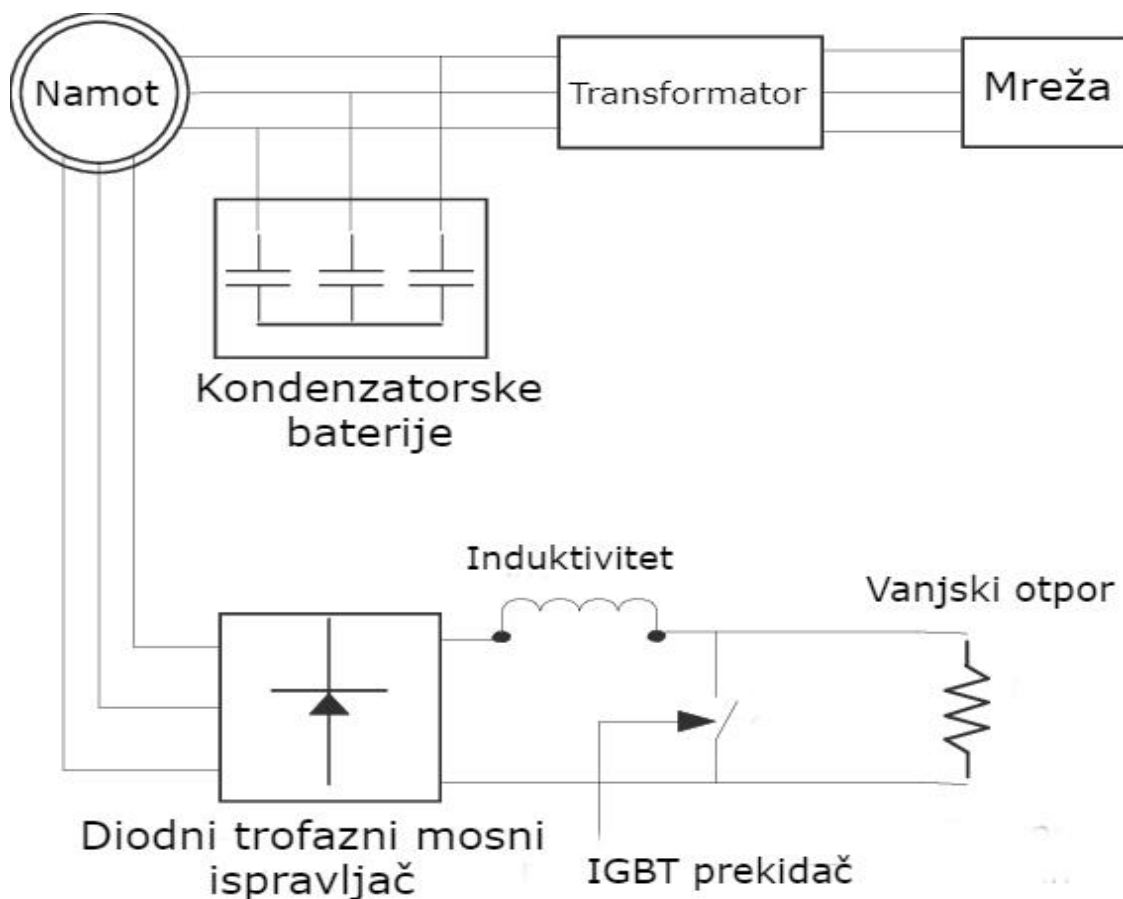 Namot
Transformator
Mreža
Kondenzatorske
baterije
Induktivitet
Vanjski otpor
Diodni trofazni mosni
ispravljač
IGBT prekidač